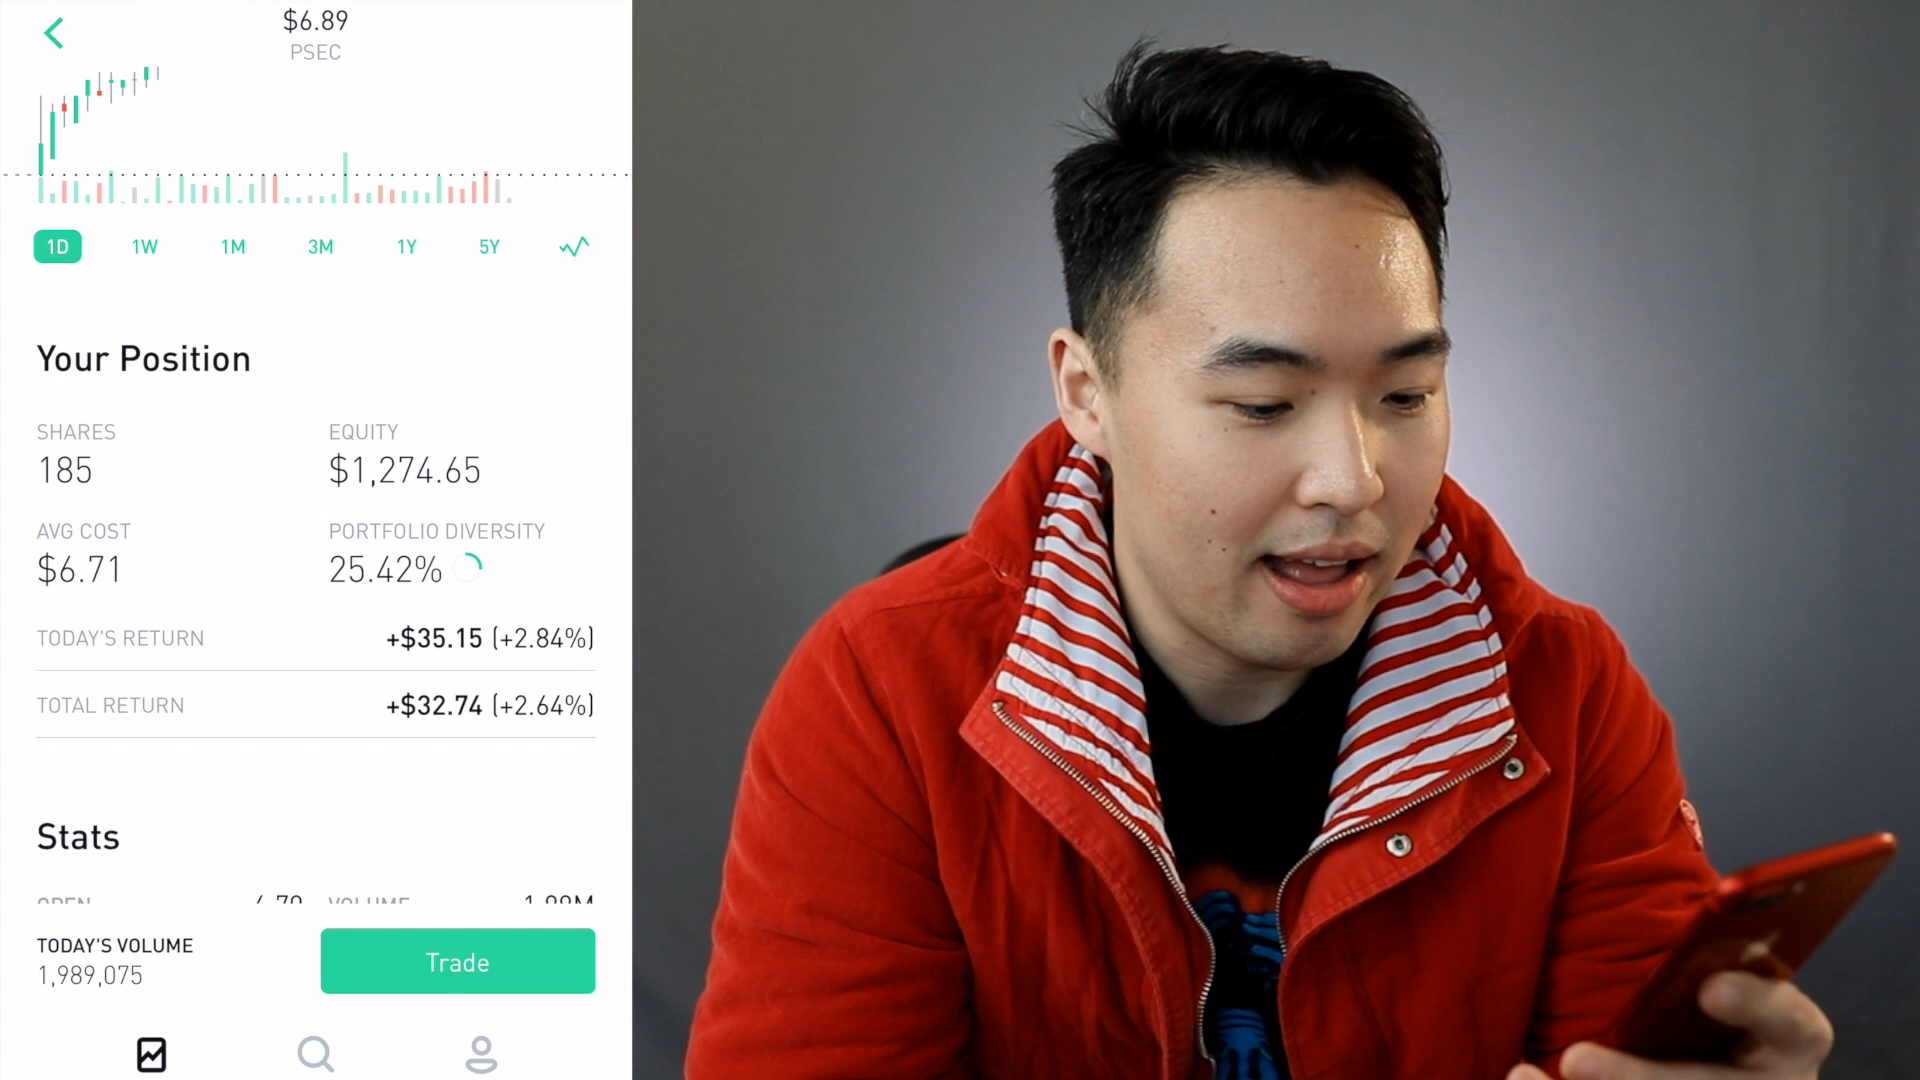 $6.89
PSEC
1D 1W 1M 3M 1Y 5Y
Your Position
SHARES EQUITY
185 $1,274.65
AVG COST PORTFOLIO DIVERSITY
$6.71 25.42%
TODAY'S RETURN +$35.15 (+2.84%)
TOTAL RETURN +$32.74 (+2.64%)
Stats
OPEN VOLUME
TODAY'S VOLUME
1,989,075
Trade